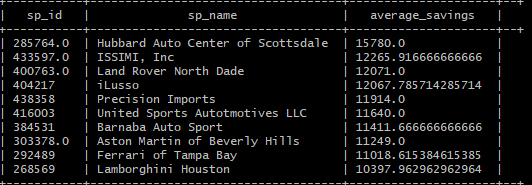 sp_id | sp_name | average_savings |
| 285764.0 | Hubbard Auto Center of Scottsdale | 15780.0 |
| 433597.0 | ISSIMI, Inc | 12265.916666666666 |
| 400763.0 | Land Rover North Dade | 12071.0 |
| 404217 | iLusso | 12067.785714285714 |
| 438358 | Precision Imports | 11914.0 |
| 416003 | United Sports Autotmotives LLC | 11640.0 |
| 384531 | Barnaba Auto Sport | 11411.666666666666 |
| 303378.0 | Aston Martin of Beverly Hills | 11249.0 |
| 292489 | Ferrari of Tampa Bay | 11018.615384615385 |
| 268569 | Lamborghini Houston | 10397.962962962964 |